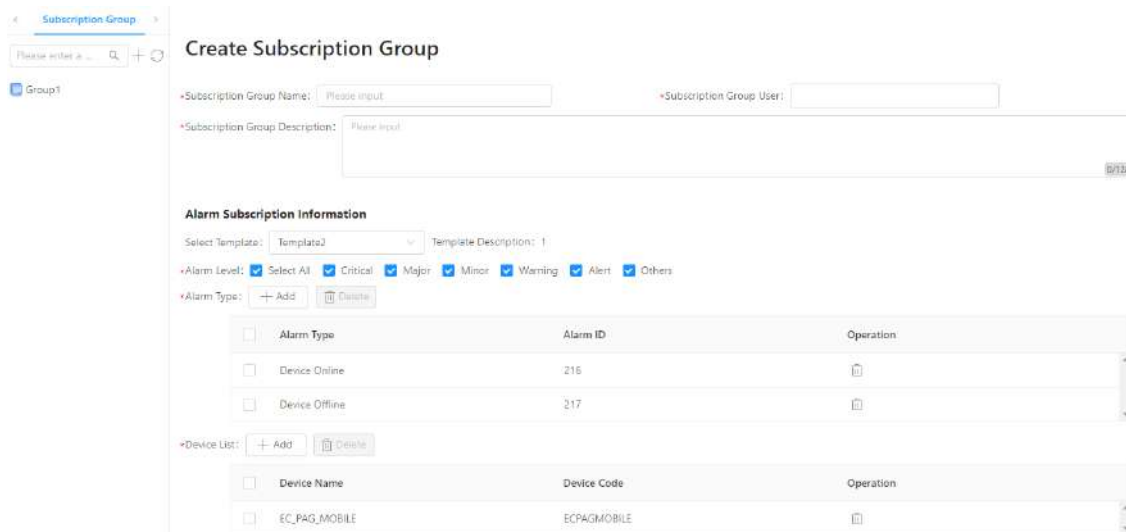 Subscription Group
Please enter a ...
Group1
Create Subscription Group
*Subscription Group Name: Please input
*Subscription Group User:
*Subscription Group Description: Please input
Alarm Subscription Information
Select Template: Template2 Template Description: 1
*Alarm Level: Select All Critical Major Minor Warning Alert Others
*Alarm Type: + Add Delete
Alarm Type Alarm ID Operation
Device Online 216
Device Offline 217
*Device List: + Add Delete
Device Name Device Code Operation
EC_PAG_MOBILE ECPAGMOBILE